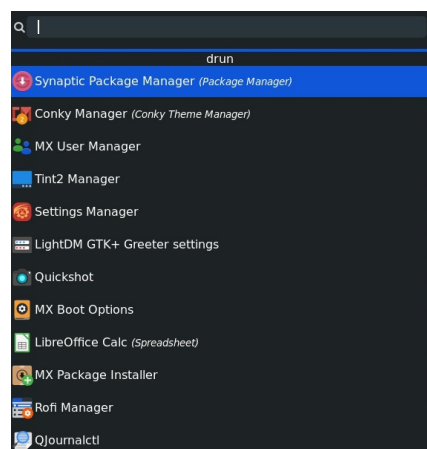 drun
Synaptic Package Manager (Package Manager)
Conky Manager (Conky Theme Manager)
MX User Manager
Tint2 Manager
Settings Manager
LightDM GTK+ Greeter settings
Quickshot
MX Boot Options
LibreOffice Calc (Spreadsheet)
MX Package Installer
Rofi Manager
QJournalctl